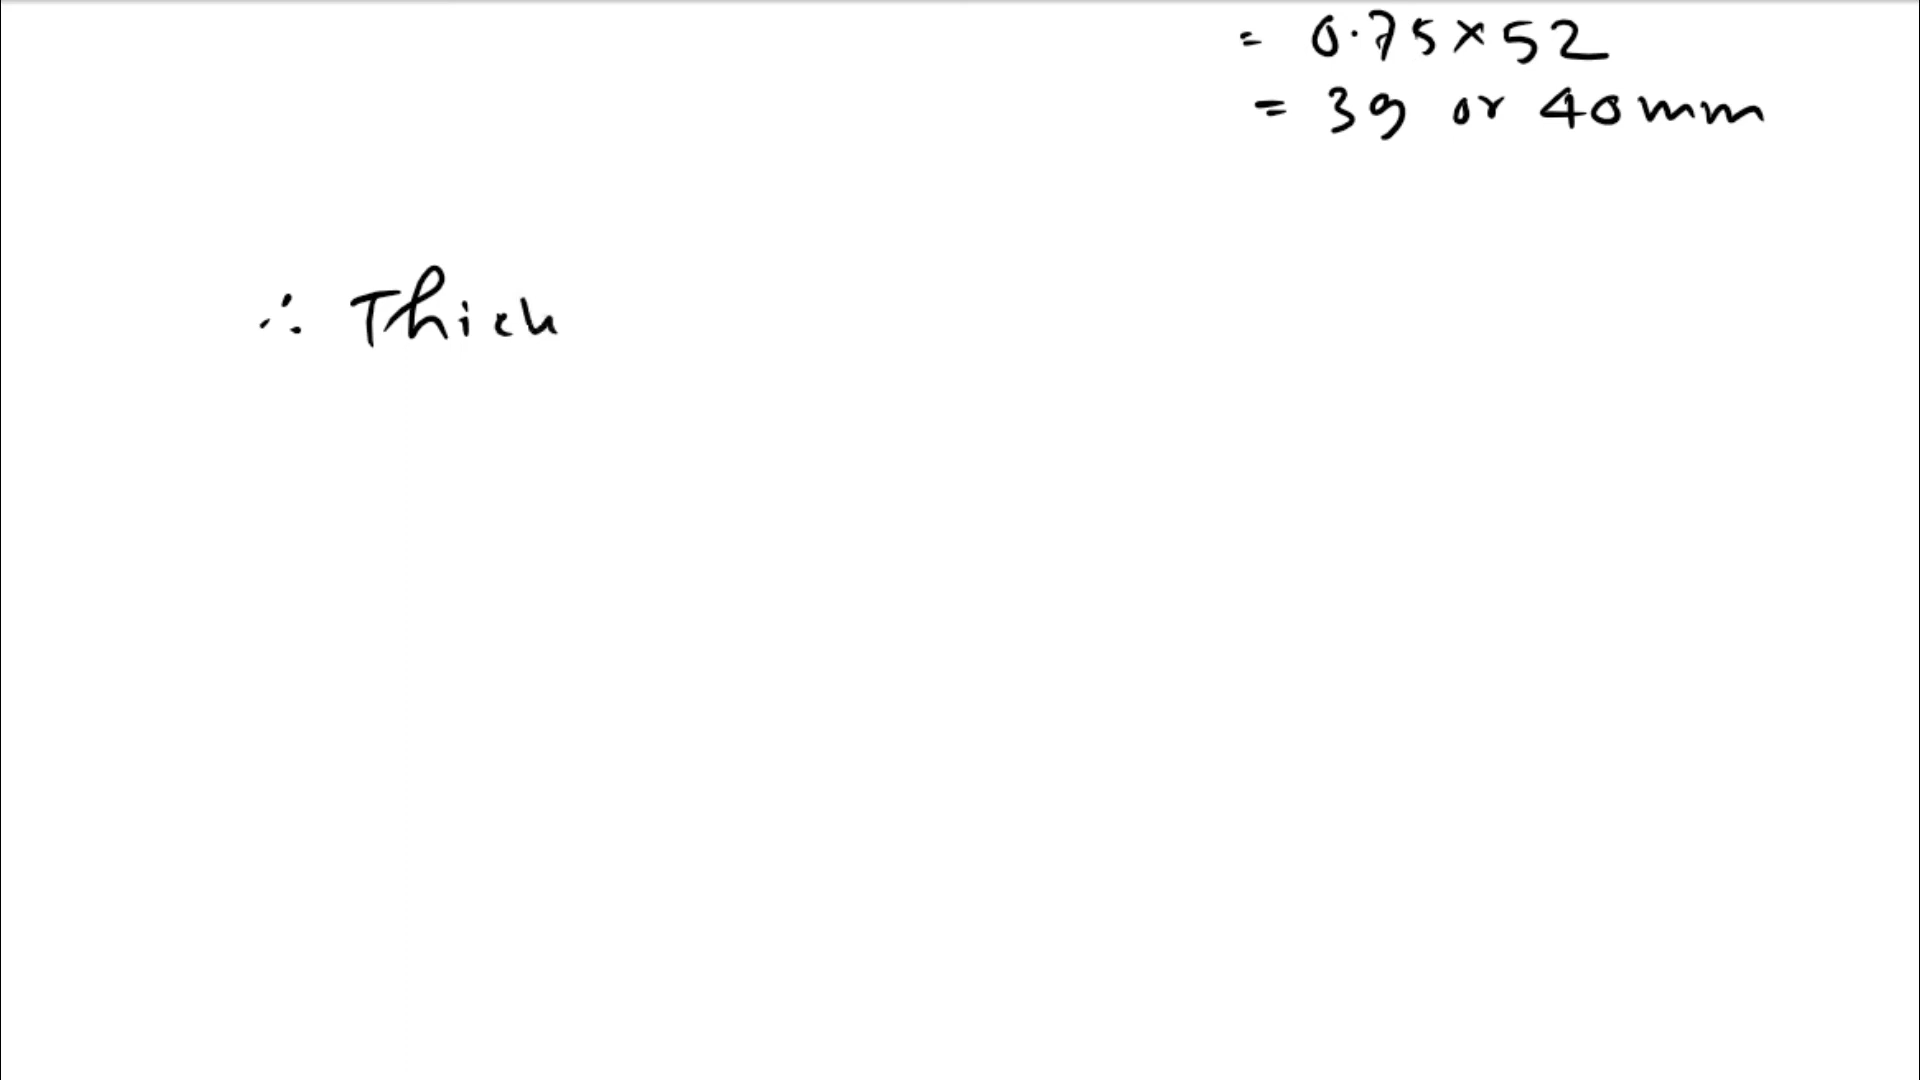 = 0.75×52
= 39 or 40mm
∴ Thick